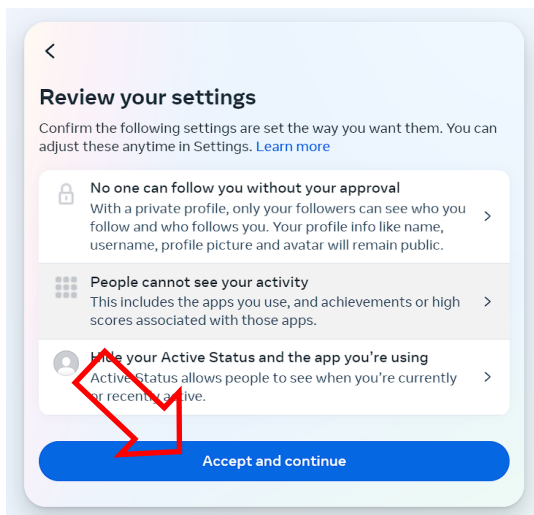 Review your settings
Confirm the following settings are set the way you want them. You can
adjust these anytime in Settings. Learn more
No one can follow you without your approval
With a private profile, only your followers can see who you
follow and who follows you. Your profile info like name,
username, profile picture and avatar will remain public.
People cannot see your activity
This includes the apps you use, and achievements or high
scores associated with those apps.
Hide your Active Status and the app you're using
Active Status allows people to see when you're currently
or recently active.
Accept and continue